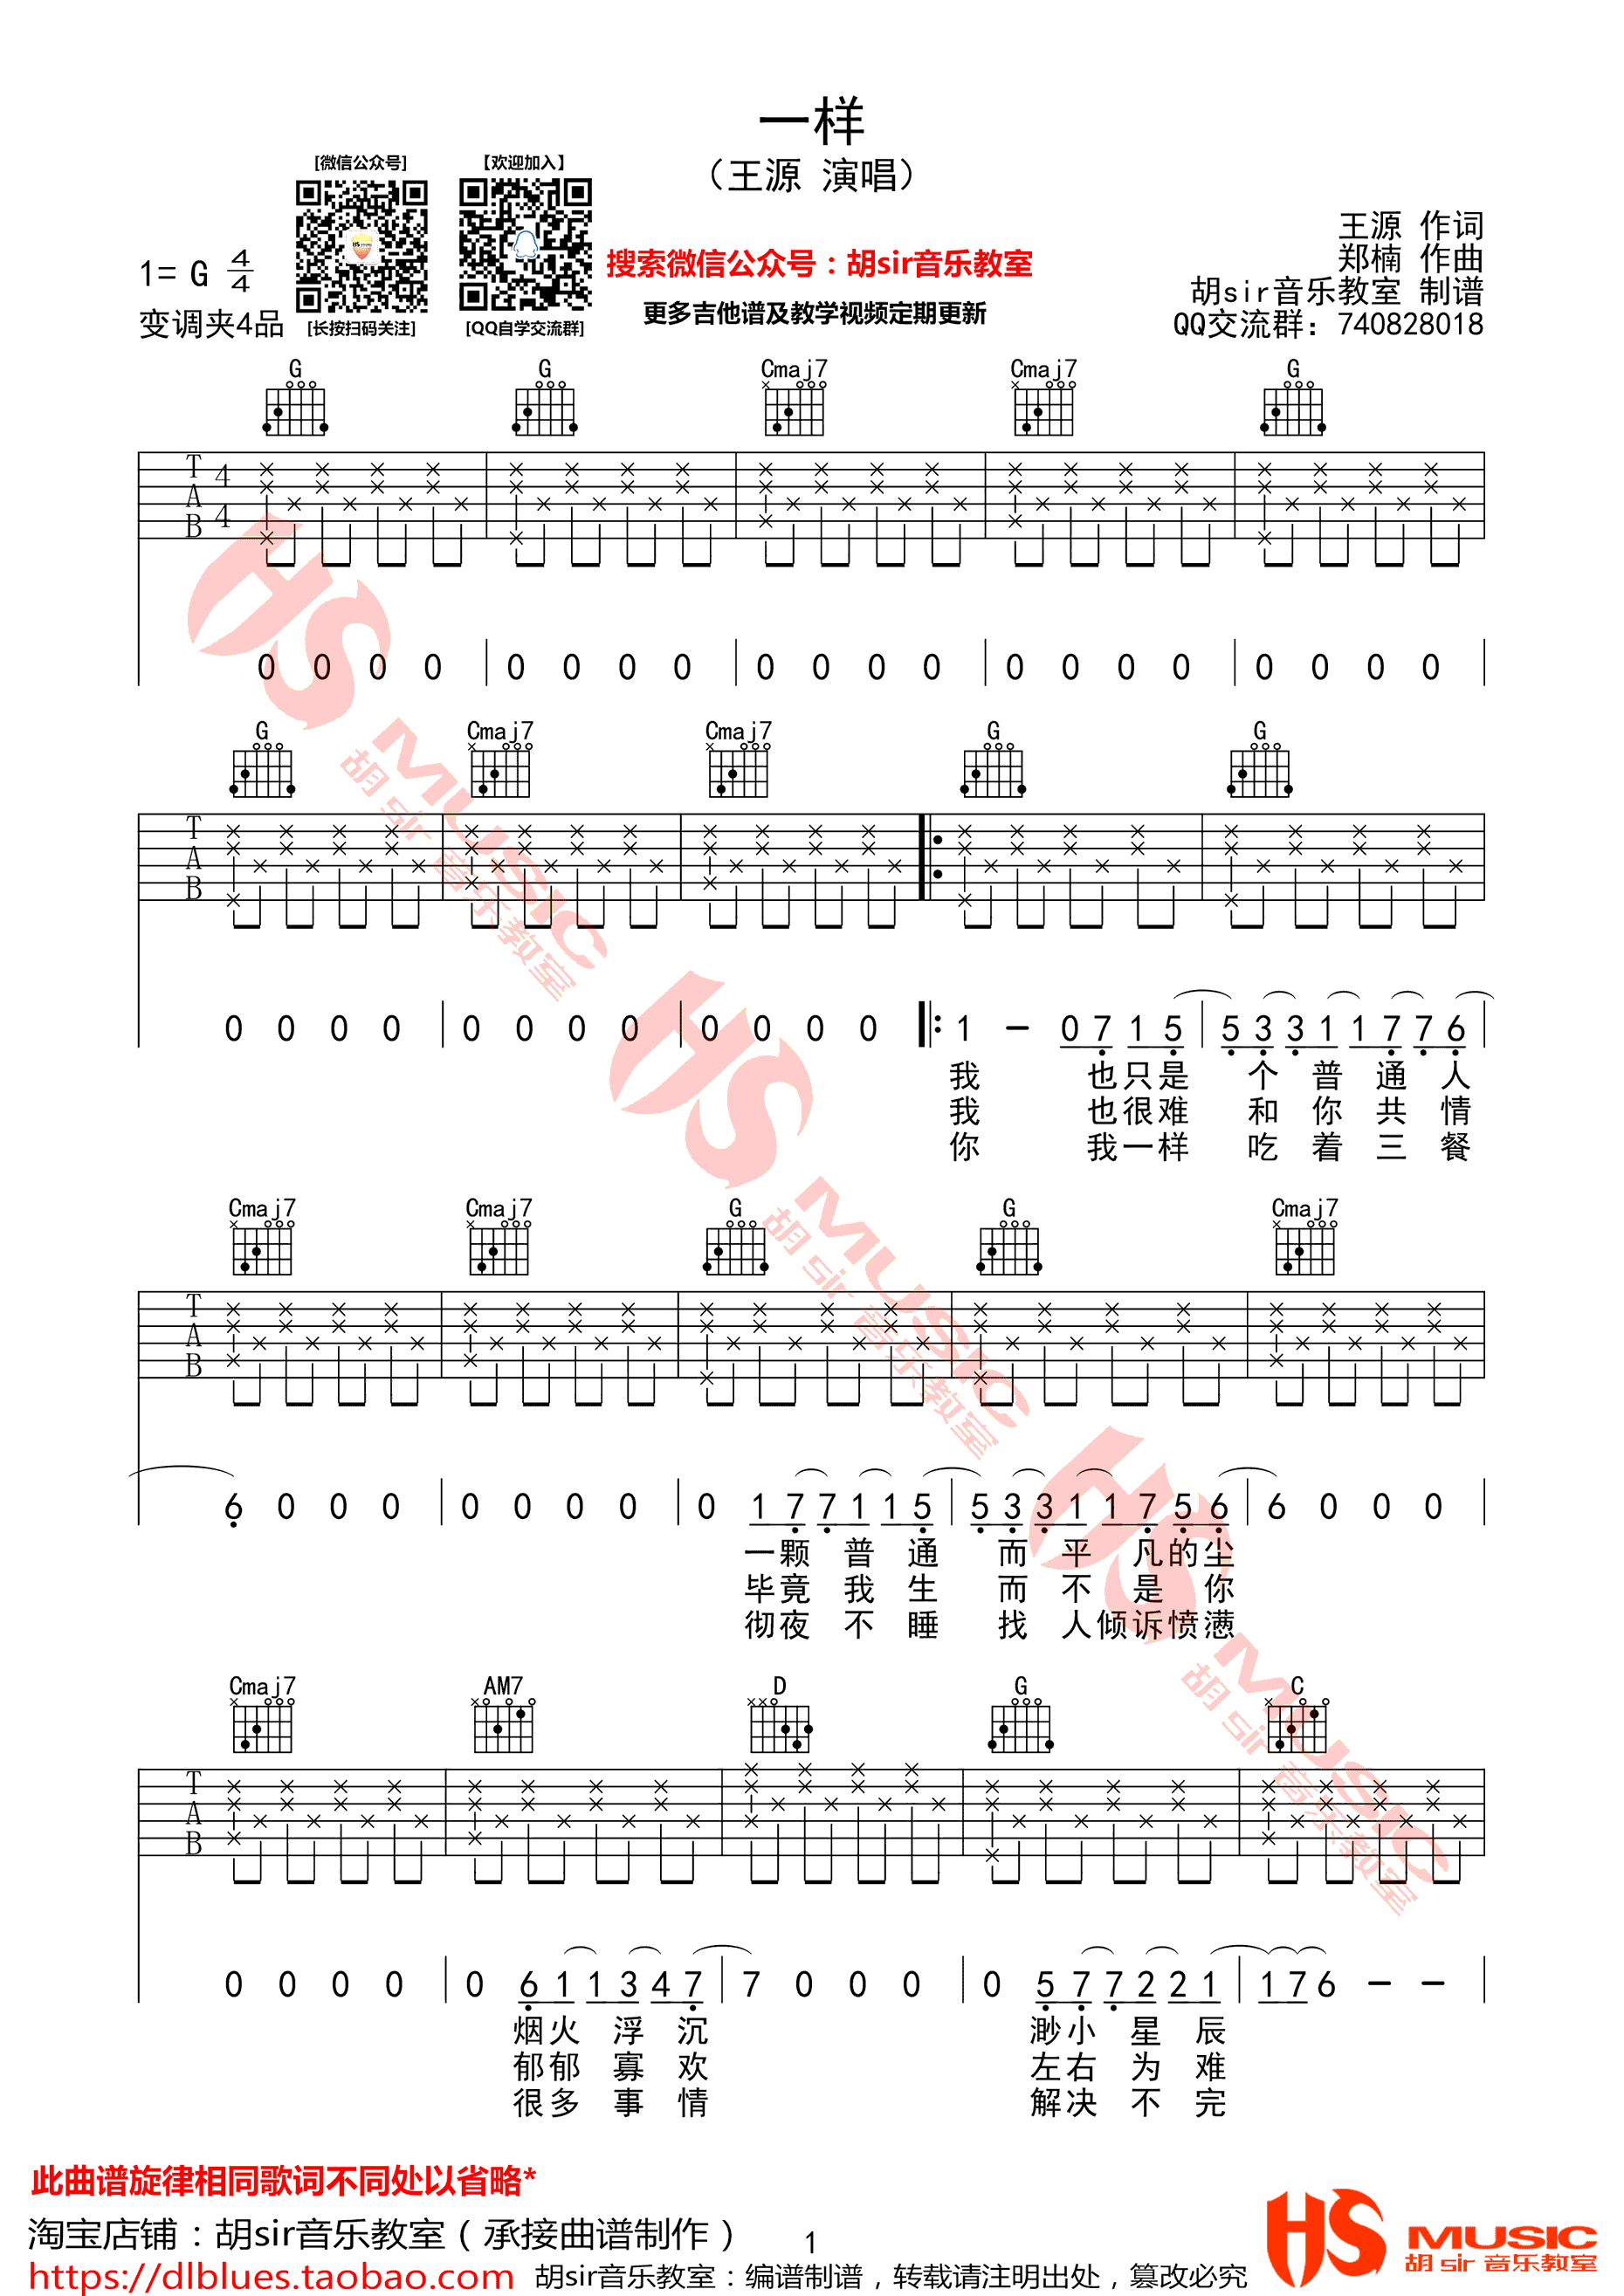 一样
（王源 演唱）
[微信公众号]
【欢迎加入】
[长按扫码关注]
[QQ自学交流群]
搜索微信公众号：胡sir音乐教室
更多吉他谱及教学视频定期更新
1= G 4/4
变调夹4品
王源 作词
郑楠 作曲
胡sir音乐教室 制谱
QQ交流群：740828018
G G Cmaj7 Cmaj7 G
T A B 4/4
0 0 0 0 | 0 0 0 0 | 0 0 0 0 | 0 0 0 0 | 0 0 0 0 |
G Cmaj7 Cmaj7 G G
T A B
0 0 0 0 | 0 0 0 0 | 0 0 0 0 |: 1 － 0 7 1 5 | 5 3 3 1 1 7 7 6 |
我 也只是 个 普 通 人
我 也很难 和 你 共 情
你 我一样 吃 着 三 餐
Cmaj7 Cmaj7 G G Cmaj7
T A B
6 0 0 0 | 0 0 0 0 | 0 1 7 7 1 1 5 | 5 3 3 1 1 7 5 6 | 6 0 0 0 |
一颗 普 通 而 平 凡的尘
毕竟 我 生 而 不 是 你
彻夜 不 睡 找 人倾诉愤懑
Cmaj7 AM7 D G C
T A B
0 0 0 0 | 0 6 1 1 3 4 7 | 7 0 0 0 | 0 5 7 7 2 2 1 | 1 7 6 － － |
烟火 浮 沉 渺小 星 辰
郁郁 寡 欢 左右 为 难
很多 事 情 解决 不 完
此曲谱旋律相同歌词不同处以省略*
淘宝店铺：胡sir音乐教室（承接曲谱制作）
1
https://dlblues.taobao.com
胡sir音乐教室：编谱制谱，转载请注明出处，篡改必究
HS MUSIC
胡 sir 音乐教室